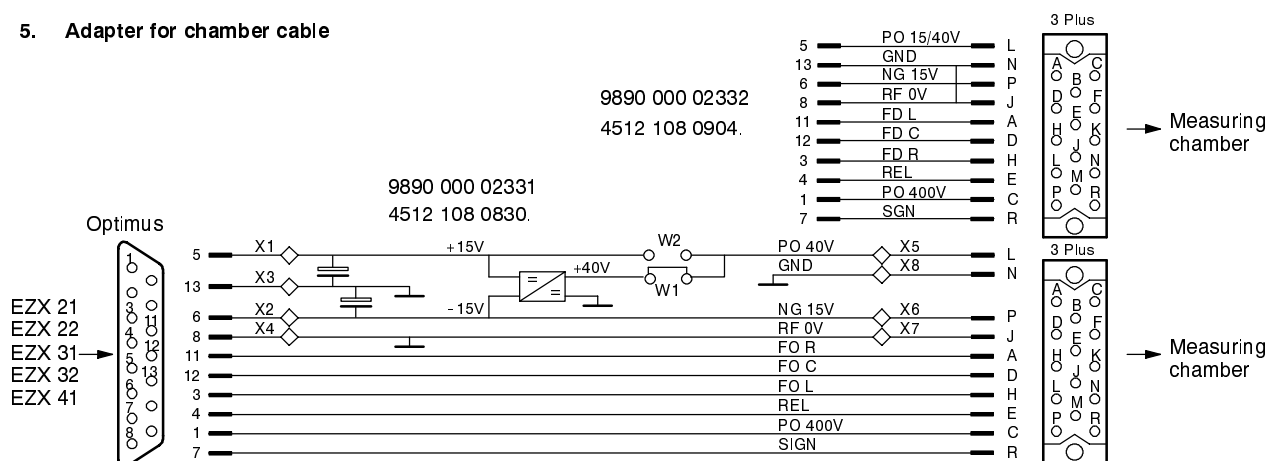 5. Adapter for chamber cable
3 Plus
5 PO 15/40V L
13 GND N
6 NG 15V P
8 RF 0V J
11 FD L A
12 FD C D
3 FD R H
4 REL E
1 PO 400V C
7 SGN R
A C
B
D F
E
H K
J
L N
M
P R
Measuring
chamber
9890 000 02332
4512 108 0904.
9890 000 02331
4512 108 0830.
Optimus
3 Plus
EZX 21
EZX 22
EZX 31
EZX 32
EZX 41
1
3
11
4
12
5
13
6
7
8
5 X1 +15V W2 PO 40V X5 L
13 X3 +40V W1 GND X8 N
6 X2 -15V NG 15V X6 P
8 X4 RF 0V X7 J
11 FO R A
12 FO C D
3 FO L H
4 REL E
1 PO 400V C
7 SIGN R
A C
B
D F
E
H K
J
L N
M
P R
Measuring
chamber